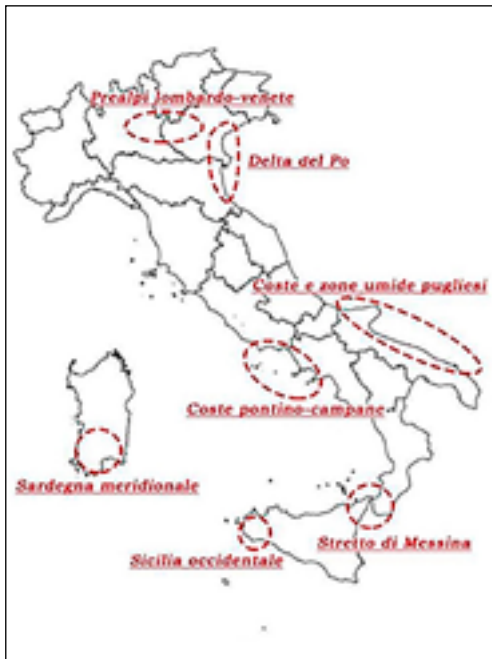 Prealpi lombardo-venete
Delta del Po
Coste e zone umide pugliesi
Coste pontino-campane
Sardegna meridionale
Stretto di Messina
Sicilia occidentale